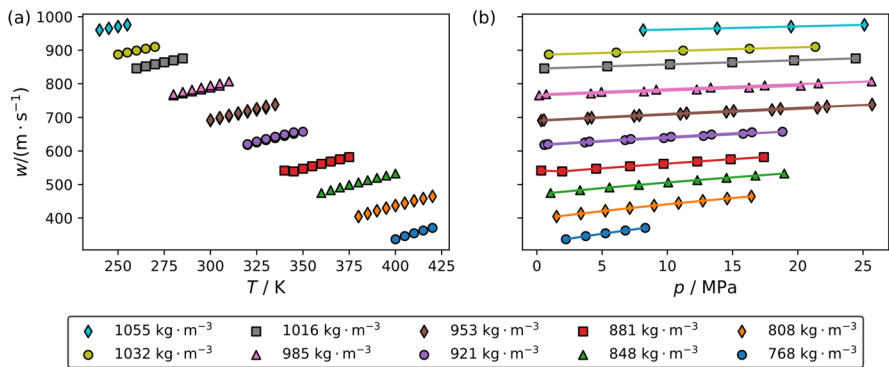 (a)
1000
900
800
700
600
500
400
w/(m · s⁻¹)
250 275 300 325 350 375 400 425
T / K
(b)
0 5 10 15 20 25
p / MPa
1055 kg · m⁻³ 1016 kg · m⁻³ 953 kg · m⁻³ 881 kg · m⁻³ 808 kg · m⁻³
1032 kg · m⁻³ 985 kg · m⁻³ 921 kg · m⁻³ 848 kg · m⁻³ 768 kg · m⁻³